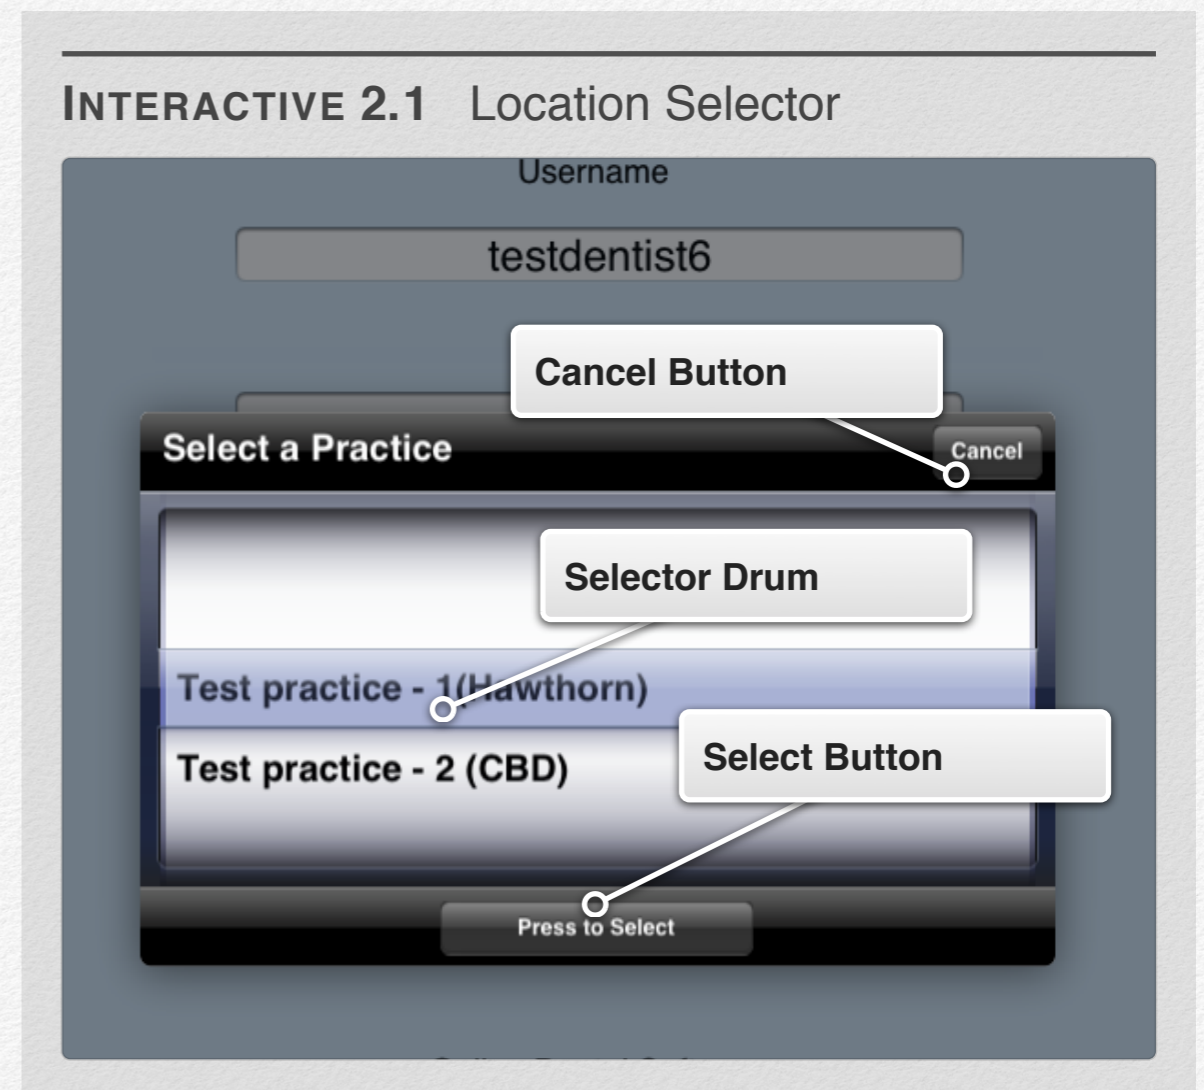 INTERACTIVE 2.1 Location Selector
Username
testdentist6
Cancel Button
Select a Practice
Cancel
Selector Drum
Test practice - 1(Hawthorn)
Select Button
Test practice - 2 (CBD)
Press to Select